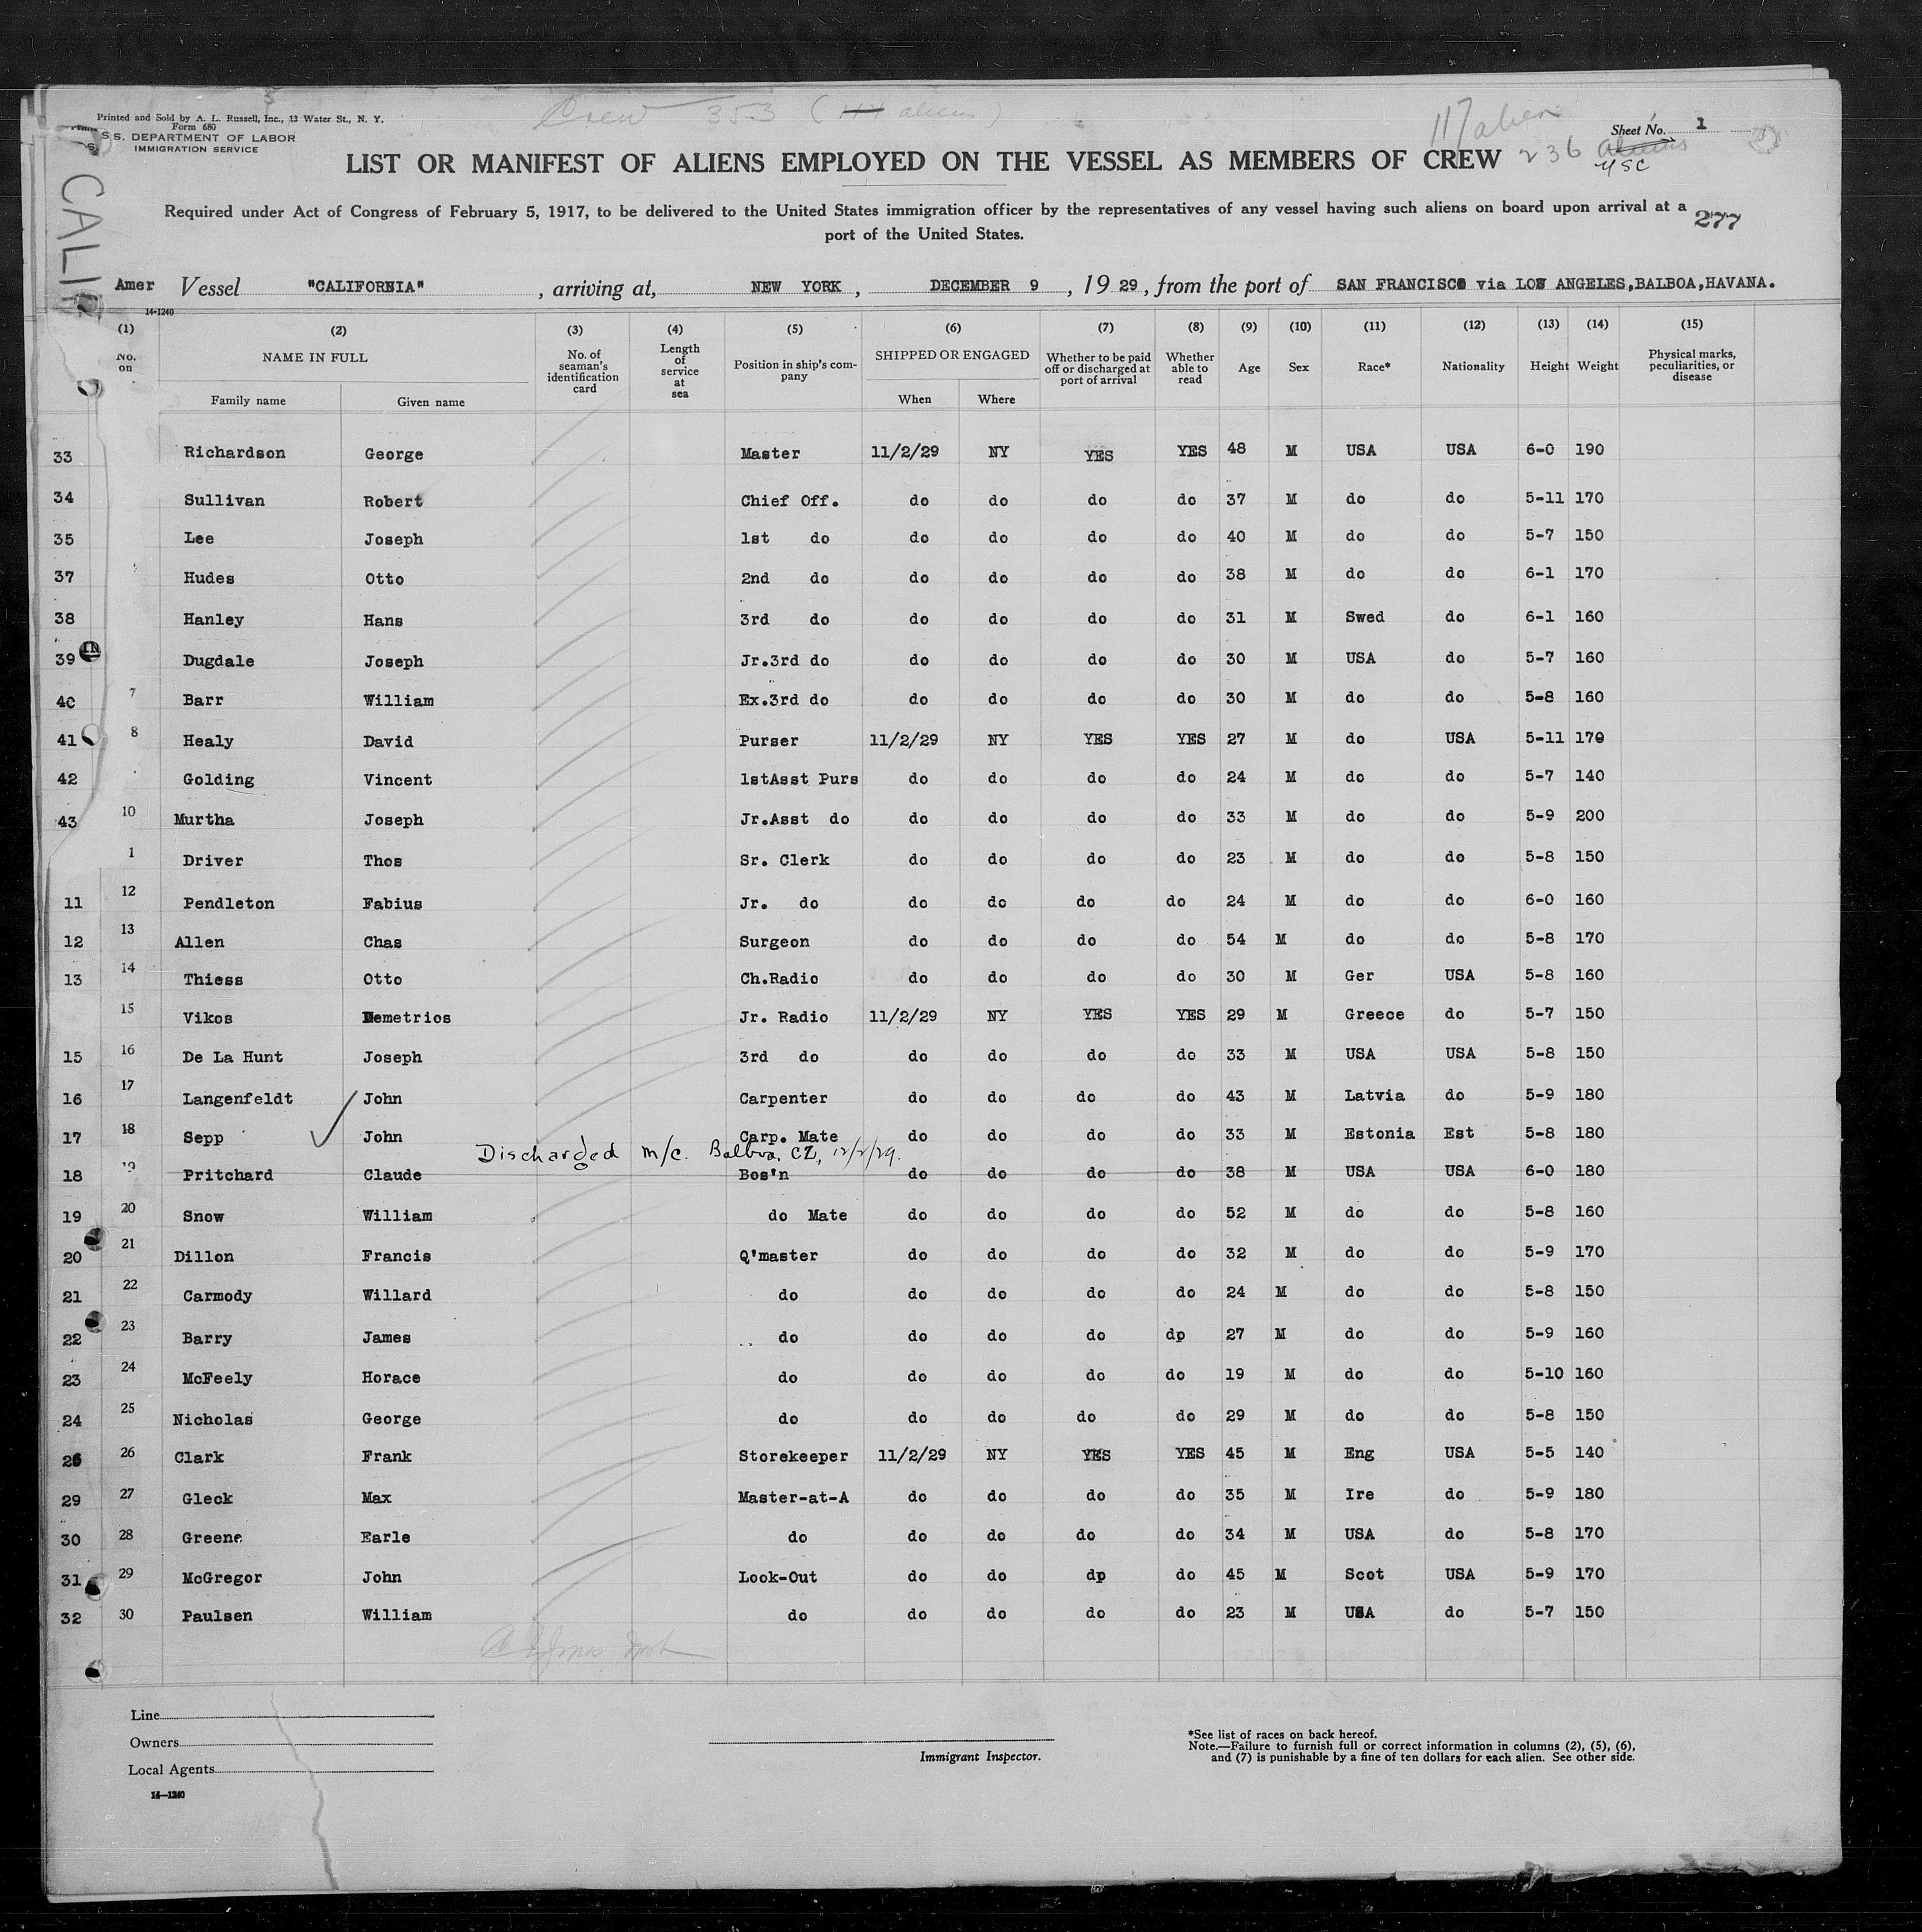 Crew 353 (
aliens)
117 alien
Printed and Sold by A. L. Russell, Inc., 13 Water St., N. Y.
Form 680
Sheet No. 1
S. DEPARTMENT OF LABOR
IMMIGRATION SERVICE
CALI
LIST OR MANIFEST OF ALIENS EMPLOYED ON THE VESSEL AS MEMBERS OF CREW 236 aliens
USC
Required under Act of Congress of February 5, 1917, to be delivered to the United States immigration officer by the representatives of any vessel having such aliens on board upon arrival at a
port of the United States.
277
Amer Vessel "CALIFORNIA" , arriving at, NEW YORK , DECEMBER 9 , 19 29 , from the port of SAN FRANCISCO via LOS ANGELES,BALBOA,HAVANA.
14-1240
(1) (2) (3) (4) (5) (6) (7) (8) (9) (10) (11) (12) (13) (14) (15)
No. on NAME IN FULL No. of seaman's identification card Length of service at sea Position in ship's company SHIPPED OR ENGAGED Whether to be paid off or discharged at port of arrival Whether able to read Age Sex Race* Nationality Height Weight Physical marks, peculiarities, or disease
Family name Given name When Where
33 Richardson George Master 11/2/29 NY YES YES 48 M USA USA 6-0 190
34 Sullivan Robert Chief Off. do do do do 37 M do do 5-11 170
35 Lee Joseph 1st do do do do do 40 M do do 5-7 150
37 Hudes Otto 2nd do do do do do 38 M do do 6-1 170
38 Hanley Hans 3rd do do do do do 31 M Swed do 6-1 160
39 IN Dugdale Joseph Jr.3rd do do do do do 30 M USA do 5-7 160
40 7 Barr William Ex.3rd do do do do do 30 M do do 5-8 160
41 8 Healy David Purser 11/2/29 NY YES YES 27 M do USA 5-11 170
42 Golding Vincent 1stAsst Purs do do do do 24 M do do 5-7 140
43 10 Murtha Joseph Jr.Asst do do do do do 33 M do do 5-9 200
1 Driver Thos Sr. Clerk do do do do 23 M do do 5-8 150
11 12 Pendleton Fabius Jr. do do do do do 24 M do do 6-0 160
12 13 Allen Chas Surgeon do do do do 54 M do do 5-8 170
13 14 Thiess Otto Ch.Radio do do do do 30 M Ger USA 5-8 160
15 Vikos Demetrios Jr. Radio 11/2/29 NY YES YES 29 M Greece do 5-7 150
15 16 De La Hunt Joseph 3rd do do do do do 33 M USA USA 5-8 150
16 17 Langenfeldt John Carpenter do do do do 43 M Latvia do 5-9 180
17 18 Sepp John Carp. Mate do do do do 33 M Estonia Est 5-8 180
Discharged m/c. Balboa, CZ, 12/2/29.
18 19 Pritchard Claude Bos'n do do do do 38 M USA USA 6-0 180
19 20 Snow William do Mate do do do do 52 M do do 5-8 160
20 21 Dillon Francis Q'master do do do do 32 M do do 5-9 170
21 22 Carmody Willard do do do do do 24 M do do 5-8 150
22 23 Barry James do do do do dp 27 M do do 5-9 160
23 24 McFeely Horace do do do do do 19 M do do 5-10 160
24 25 Nicholas George do do do do do 29 M do do 5-8 150
26 26 Clark Frank Storekeeper 11/2/29 NY YES YES 45 M Eng USA 5-5 140
29 27 Gleck Max Master-at-A do do do do 35 M Ire do 5-9 180
30 28 Greene Earle do do do do do 34 M USA do 5-8 170
31 29 McGregor John Look-Out do do dp do 45 M Scot USA 5-9 170
32 30 Paulsen William do do do do do 23 M USA do 5-7 150
Line
Owners
Local Agents
14-1240
Immigrant Inspector.
*See list of races on back hereof.
Note.—Failure to furnish full or correct information in columns (2), (5), (6),
and (7) is punishable by a fine of ten dollars for each alien. See other side.